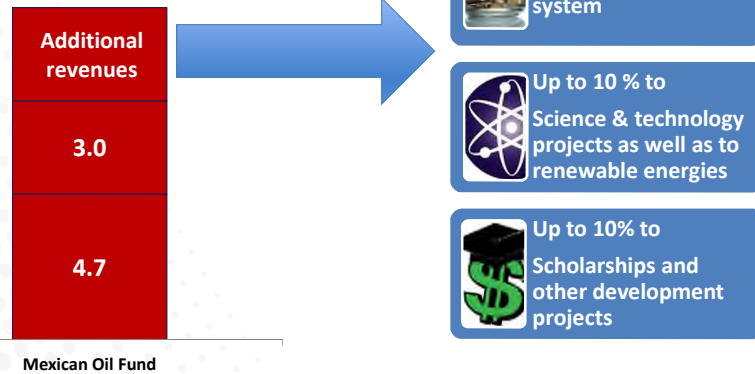 system
Additional
revenues
Up to 10 % to
Science & technology
projects as well as to
renewable energies
3.0
Up to 10% to
Scholarships and
other development
projects
4.7
Mexican Oil Fund